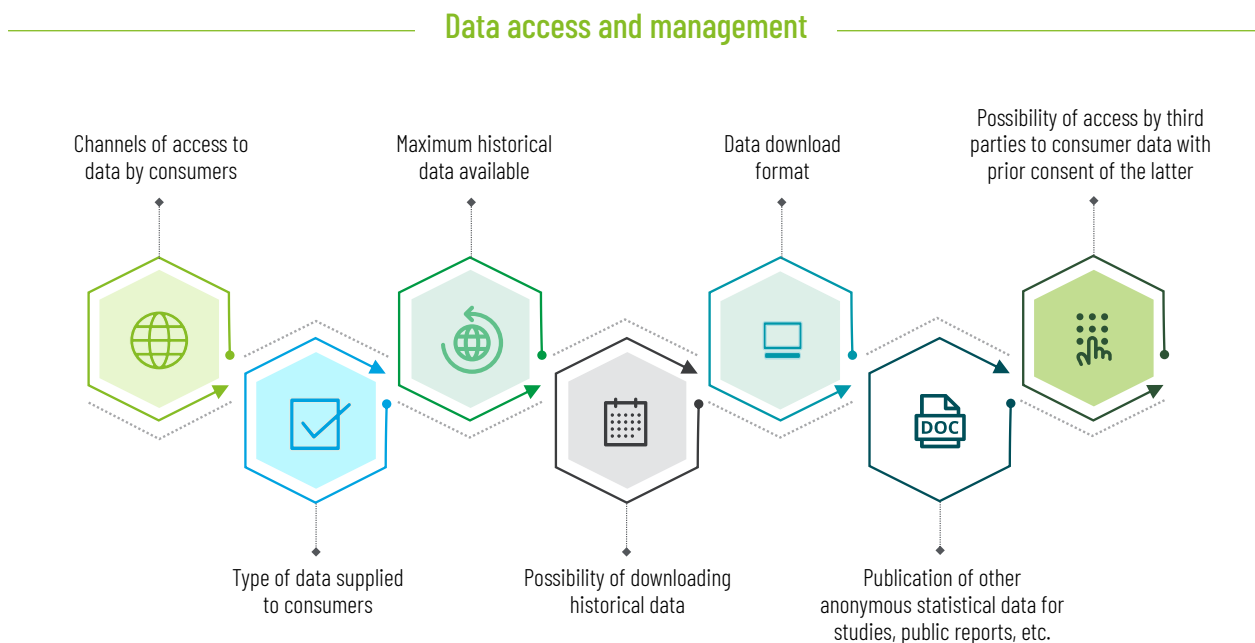 Data access and management
Channels of access to
data by consumers
Type of data supplied
to consumers
Maximum historical
data available
Possibility of downloading
historical data
Data download
format
DOC
Publication of other
anonymous statistical data for
studies, public reports, etc.
Possibility of access by third
parties to consumer data with
prior consent of the latter